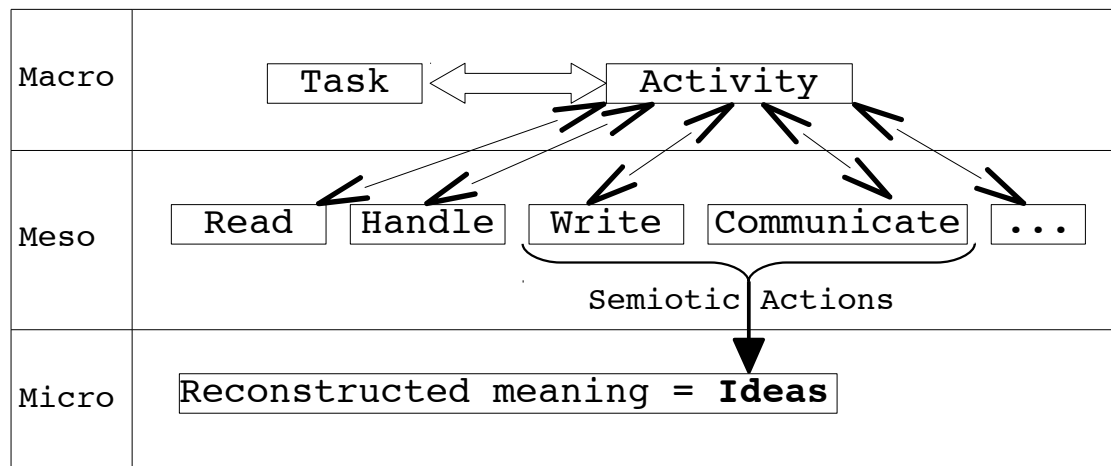 Macro
Task
Activity
Meso
Read
Handle
Write
Communicate
...
Semiotic Actions
Micro
Reconstructed meaning = Ideas